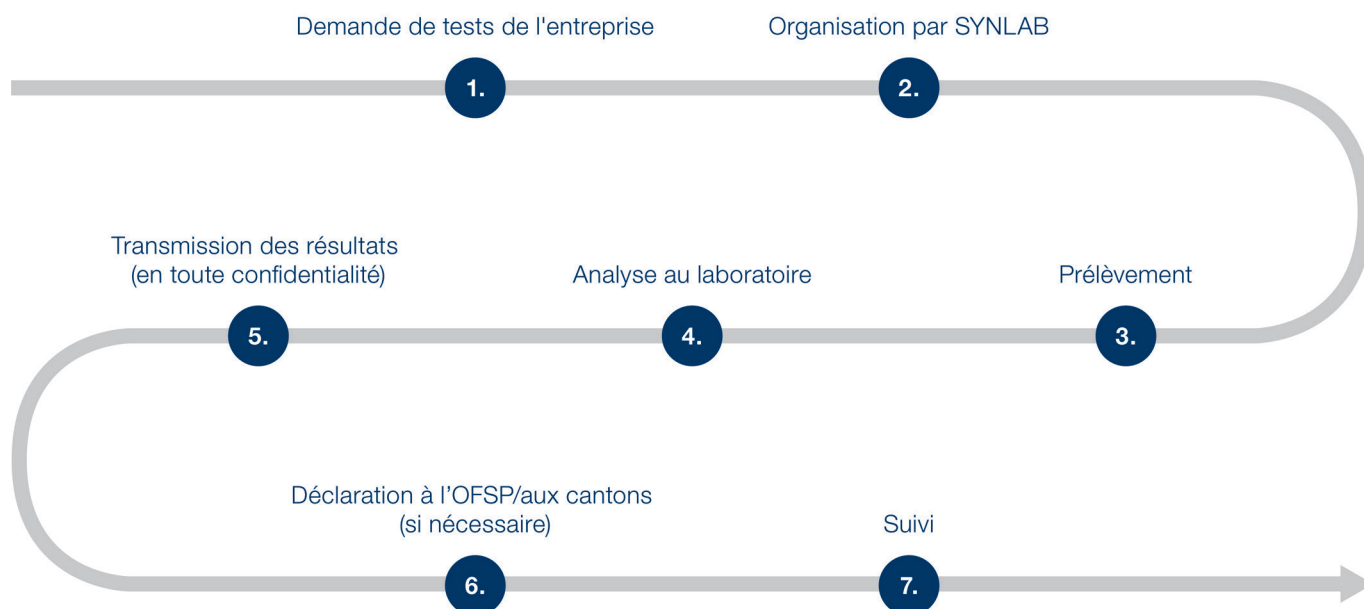 Demande de tests de l'entreprise
1.
Organisation par SYNLAB
2.
Prélèvement
3.
Analyse au laboratoire
4.
Transmission des résultats
(en toute confidentialité)
5.
Déclaration à l’OFSP/aux cantons
(si nécessaire)
6.
Suivi
7.